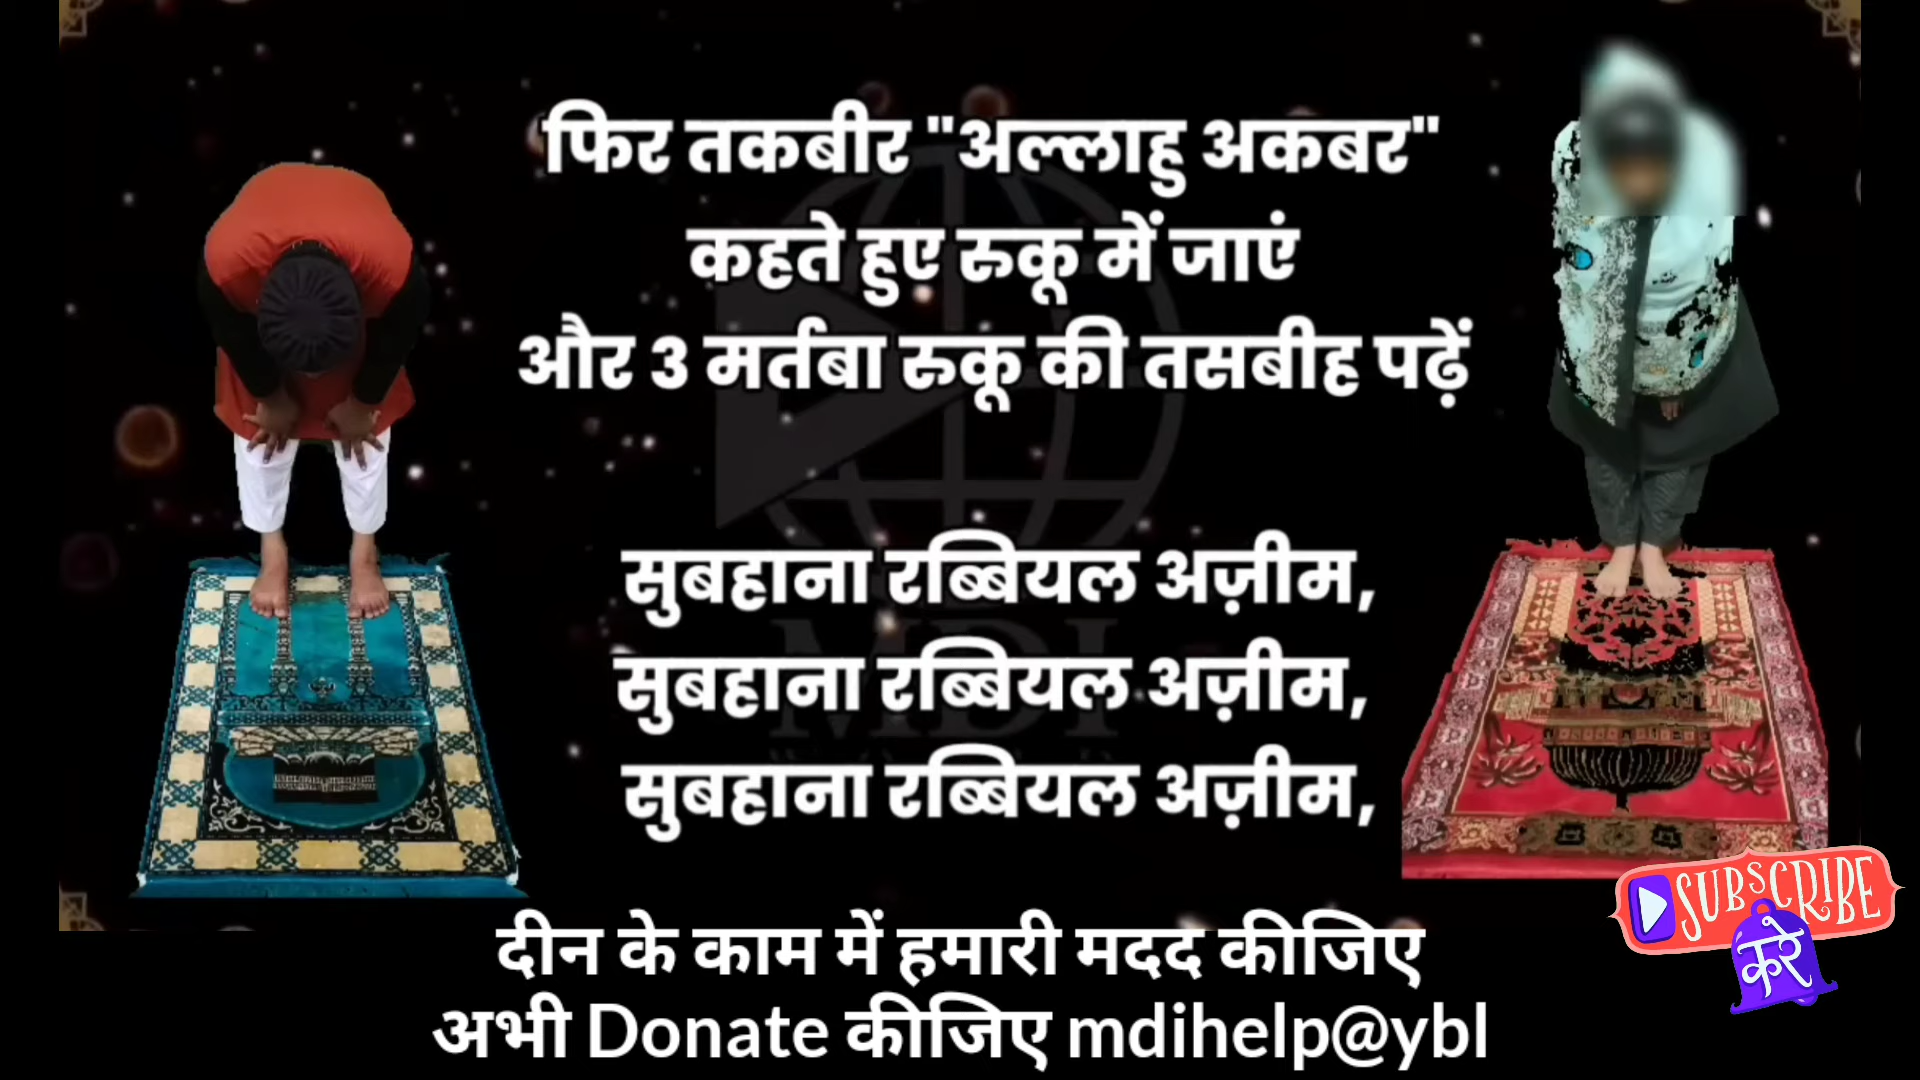 फिर तकबीर "अल्लाहु अकबर"
कहते हुए रुकू में जाएं
और 3 मर्तबा रुकू की तसबीह पढ़ें
सुबहाना रब्बियल अज़ीम,
सुबहाना रब्बियल अज़ीम,
सुबहाना रब्बियल अज़ीम,
MDI
SUBSCRIBE
करे
दीन के काम में हमारी मदद कीजिए
अभी Donate कीजिए mdihelp@ybl